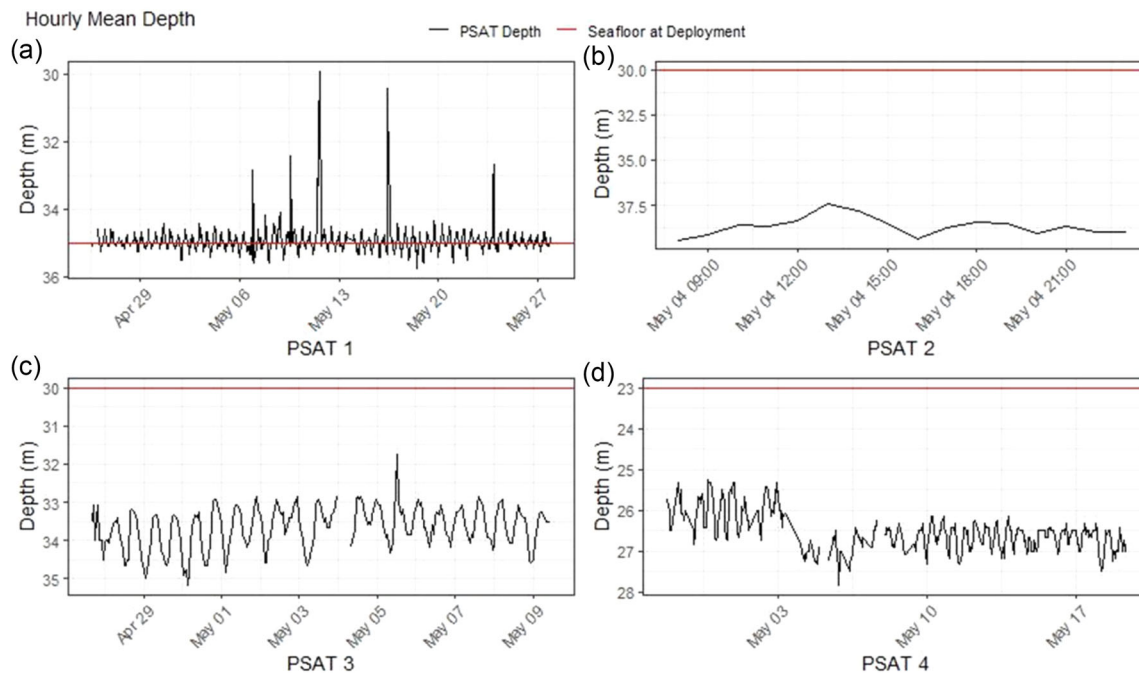 Hourly Mean Depth
PSAT Depth Seafloor at Deployment
(a)
30
32
34
36
Depth (m)
Apr 29 May 06 May 13 May 20 May 27
PSAT 1
(b)
30.0
32.5
35.0
37.5
Depth (m)
May 04 09:00 May 04 12:00 May 04 15:00 May 04 18:00 May 04 21:00
PSAT 2
(c)
30
31
32
33
34
35
Depth (m)
Apr 29 May 01 May 03 May 05 May 07 May 09
PSAT 3
(d)
23
24
25
26
27
28
Depth (m)
May 03 May 10 May 17
PSAT 4